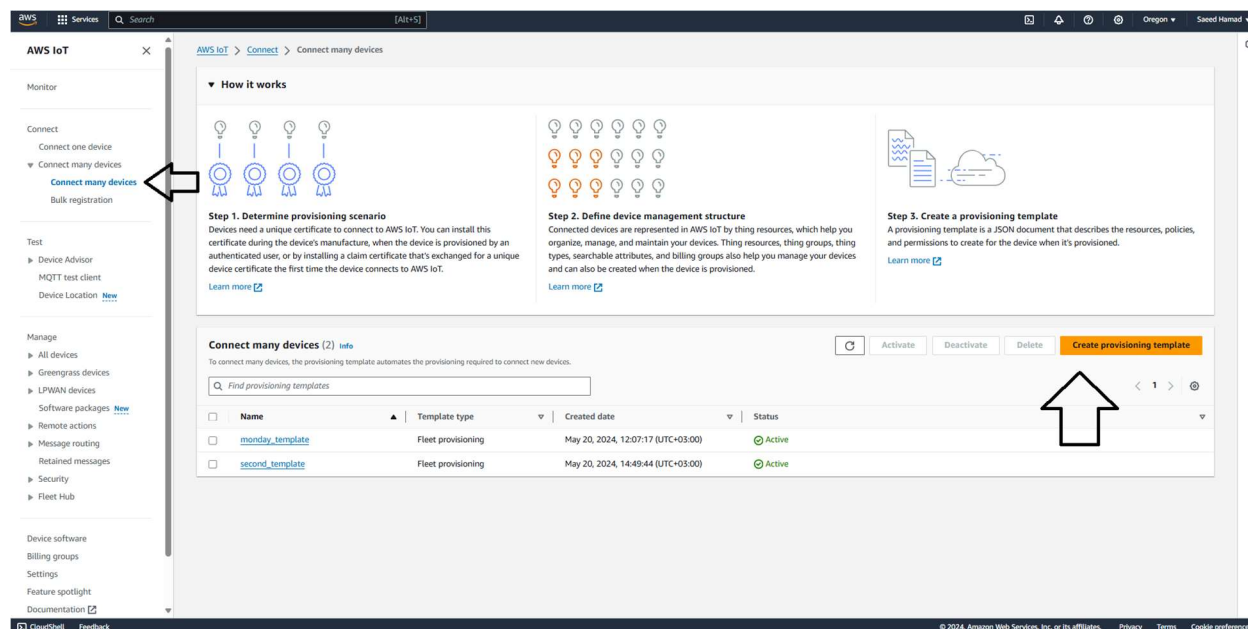 aws
Services
Search
[Alt+S]
Oregon
Saeed Hamad
AWS IoT
Monitor
Connect
Connect one device
Connect many devices
Connect many devices
Bulk registration
Test
Device Advisor
MQTT test client
Device Location New
Manage
All devices
Greengrass devices
LPWAN devices
Software packages New
Remote actions
Message routing
Retained messages
Security
Fleet Hub
Device software
Billing groups
Settings
Feature spotlight
Documentation
AWS IoT > Connect > Connect many devices
How it works
Step 1. Determine provisioning scenario
Devices need a unique certificate to connect to AWS IoT. You can install this
certificate during the device's manufacture, when the device is provisioned by an
authenticated user, or by installing a claim certificate that's exchanged for a unique
device certificate the first time the device connects to AWS IoT.
Learn more
Step 2. Define device management structure
Connected devices are represented in AWS IoT by thing resources, which help you
organize, manage, and maintain your devices. Thing resources, thing groups, thing
types, searchable attributes, and billing groups also help you manage your devices
and can also be created when the device is provisioned.
Learn more
Step 3. Create a provisioning template
A provisioning template is a JSON document that describes the resources, policies,
and permissions to create for the device when it's provisioned.
Learn more
Connect many devices (2) Info
To connect many devices, the provisioning template automates the provisioning required to connect new devices.
Activate
Deactivate
Delete
Create provisioning template
Find provisioning templates
< 1 >
Name Template type Created date Status
monday_template Fleet provisioning May 20, 2024, 12:07:17 (UTC+03:00) Active
second_template Fleet provisioning May 20, 2024, 14:49:44 (UTC+03:00) Active
CloudShell Feedback
© 2024, Amazon Web Services, Inc. or its affiliates. Privacy Terms Cookie preferences